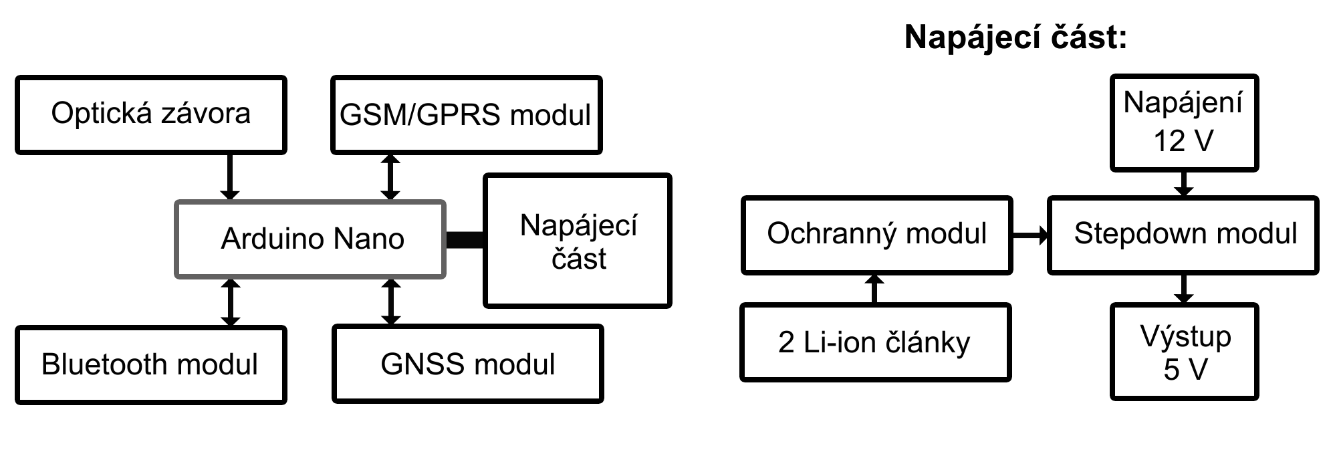 Optická závora
GSM/GPRS modul
Arduino Nano
Napájecí
část
Bluetooth modul
GNSS modul
Napájecí část:
Napájení
12 V
Ochranný modul
Stepdown modul
2 Li-ion články
Výstup
5 V